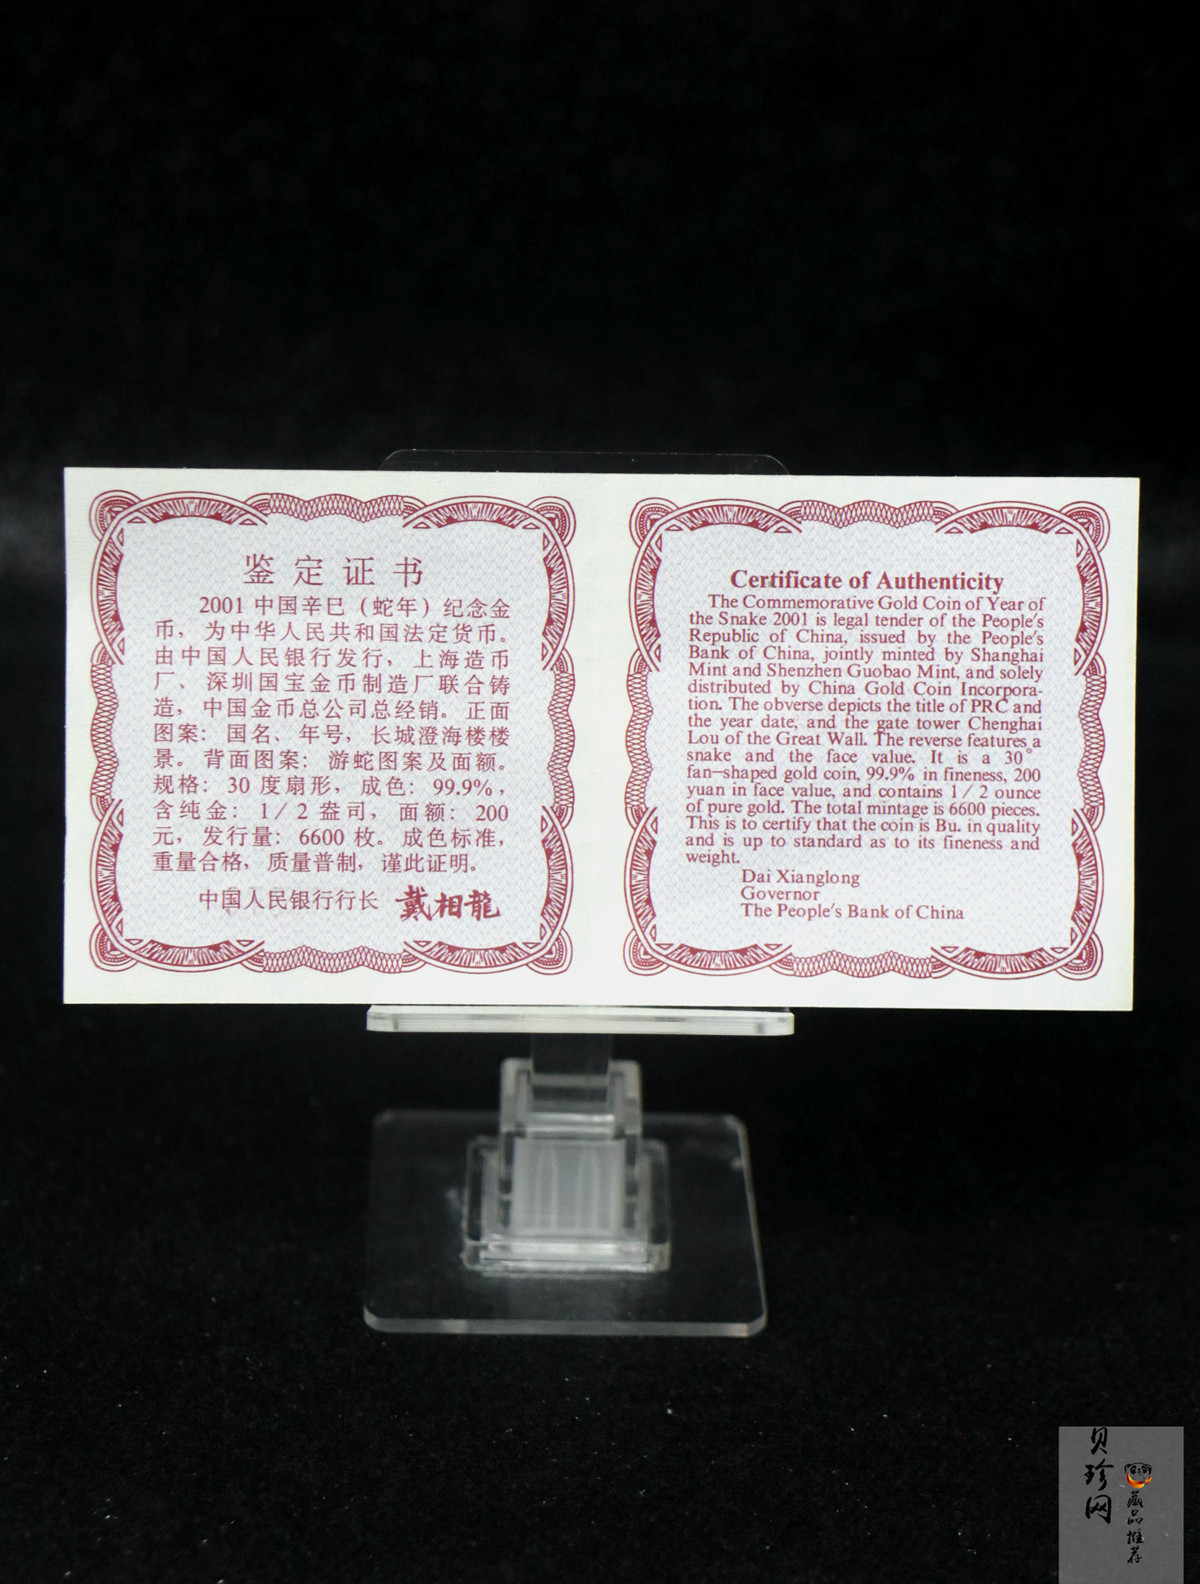 鉴定证书
2001 中国辛巳（蛇年）纪念金
币，为中华人民共和国法定货币。
由中国人民银行发行，上海造币
厂、深圳国宝金币制造厂联合铸
造，中国金币总公司总经销。正面
图案：国名、年号，长城澄海楼楼
景。背面图案：游蛇图案及面额。
规格：30 度扇形，成色：99.9%，
含纯金：1/2 盎司，面额：200
元，发行量：6600 枚。成色标准，
重量合格，质量普制，谨此证明。
中国人民银行行长 戴相龍
Certificate of Authenticity
The Commemorative Gold Coin of Year of
the Snake 2001 is legal tender of the People's
Republic of China, issued by the People's
Bank of China, jointly minted by Shanghai
Mint and Shenzhen Guobao Mint, and solely
distributed by China Gold Coin Incorpora-
tion. The obverse depicts the title of PRC and
the year date, and the gate tower Chenghai
Lou of the Great Wall. The reverse features a
snake and the face value. It is a 30°
fan-shaped gold coin, 99.9% in fineness, 200
yuan in face value, and contains 1/2 ounce
of pure gold. The total mintage is 6600 pieces.
This is to certify that the coin is Bu. in quality
and is up to standard as to its fineness and
weight.
Dai Xianglong
Governor
The People's Bank of China
贝珍网
藏品推荐